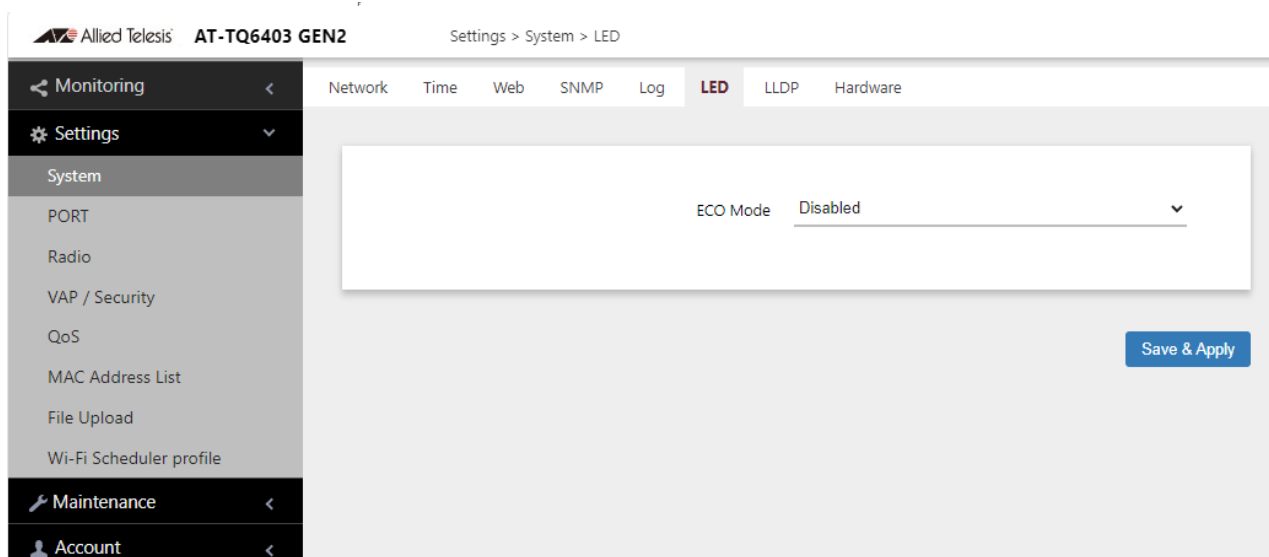 Allied Telesis AT-TQ6403 GEN2 Settings > System > LED
Monitoring
Network Time Web SNMP Log LED LLDP Hardware
Settings
System
ECO Mode Disabled
PORT
Radio
VAP / Security
QoS
Save & Apply
MAC Address List
File Upload
Wi-Fi Scheduler profile
Maintenance
Account